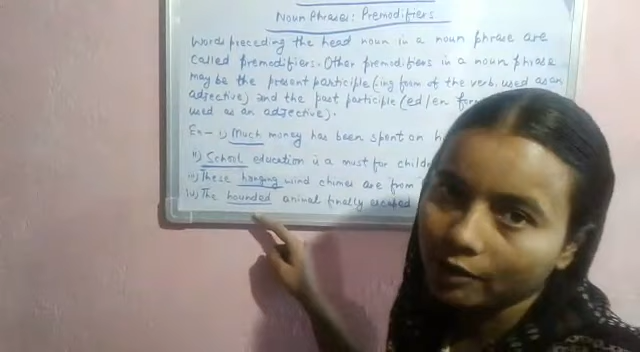 Noun Phrases: Premodifiers
Words preceding the head noun in a noun phrase are
called premodifiers. Other premodifiers in a noun phrase
may be the present participle (-ing form of the verb, used as an
adjective) and the past participle (ed/en for
used as an adjective).
Ex- i) Much money has been spent on h
ii) School education is a must for childr
iii) These hanging wind chimes are from
iv) The hounded animal finally escaped